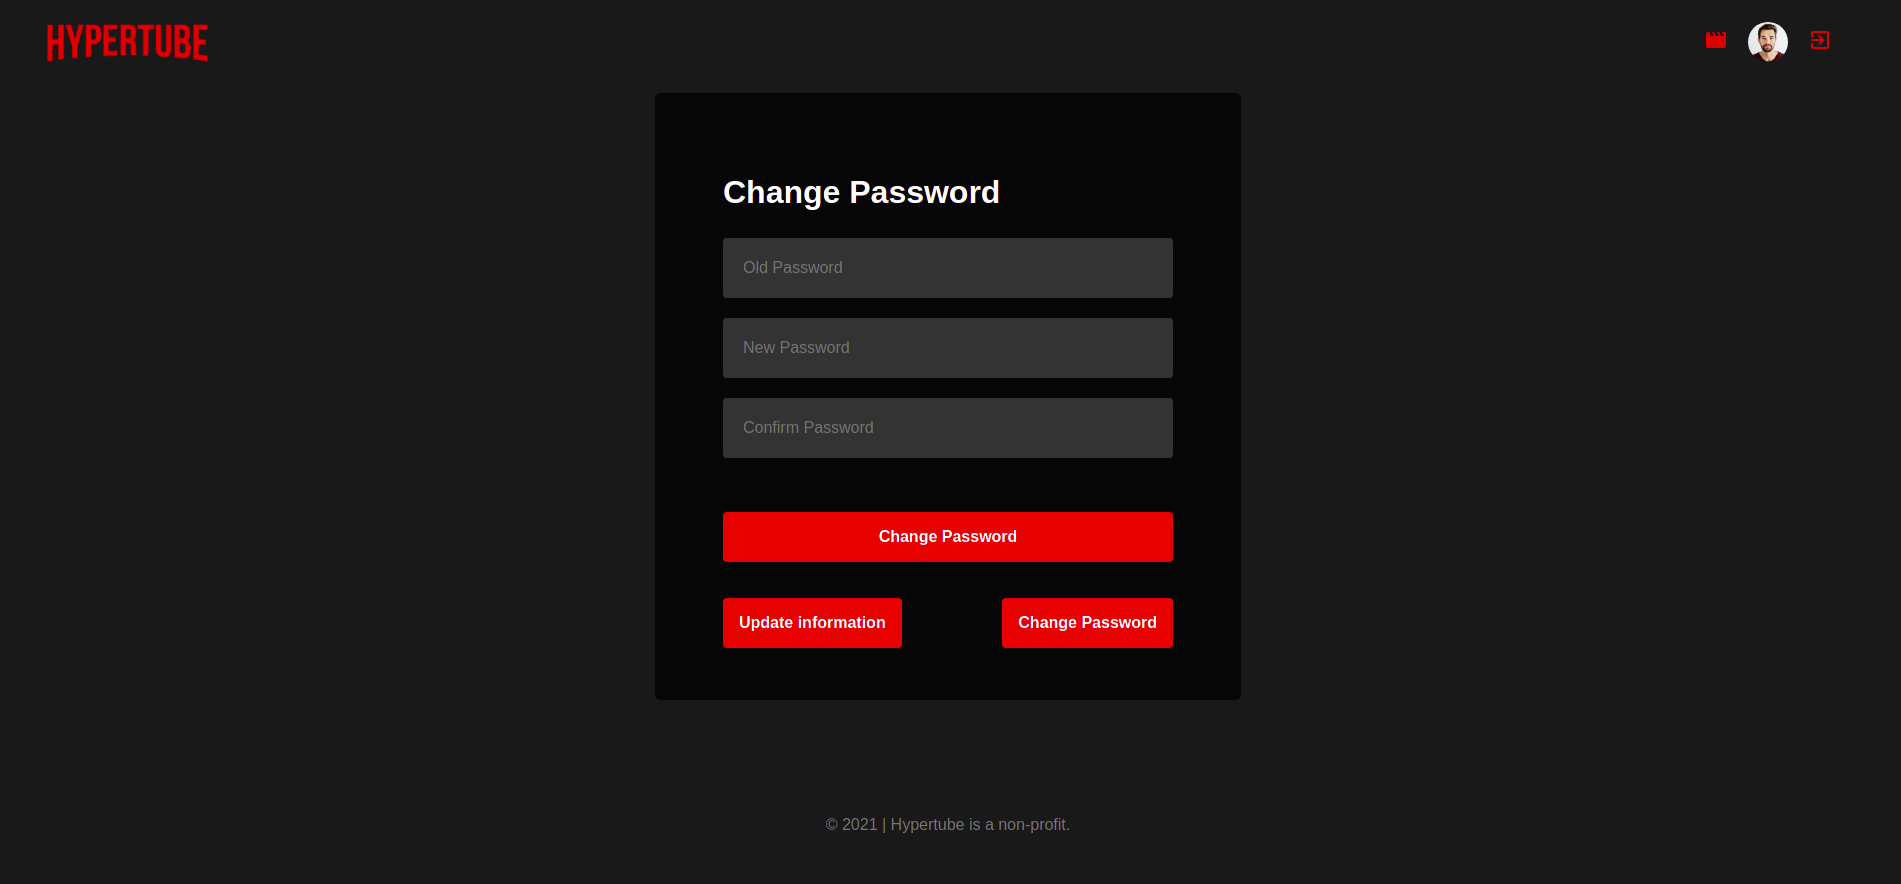 HYPERTUBE
Change Password
Old Password
New Password
Confirm Password
Change Password
Update information
Change Password
© 2021 | Hypertube is a non-profit.